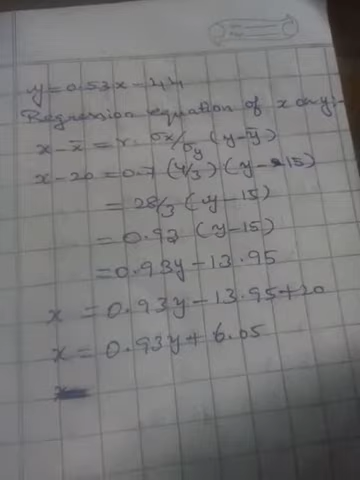 y = 0.53x - 4.4
Regression equation of x on y:-
x - x̄ = r. σx/σy (y - ȳ)
x - 20 = 0.7 (4/3) (y - 15)
= 28/3 (y - 15)
= 0.93 (y - 15)
= 0.93y - 13.95
x = 0.93y - 13.95 + 20
x = 0.93y + 6.05